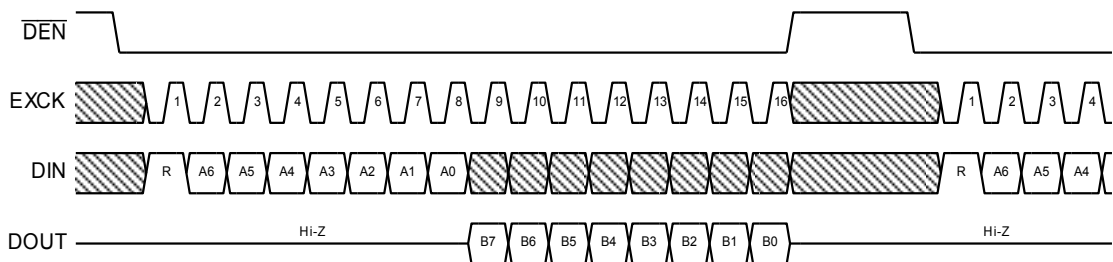 DEN
EXCK 1 2 3 4 5 6 7 8 9 10 11 12 13 14 15 16 1 2 3 4
DIN R A6 A5 A4 A3 A2 A1 A0 R A6 A5 A4
DOUT Hi-Z B7 B6 B5 B4 B3 B2 B1 B0 Hi-Z